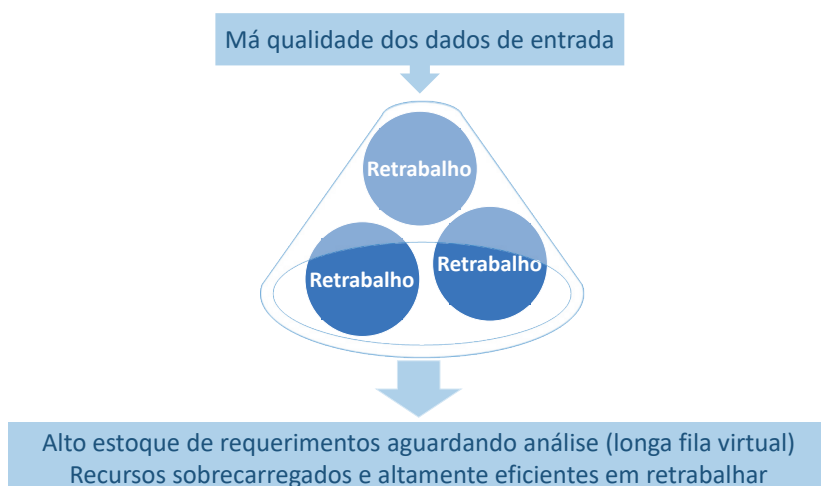 Má qualidade dos dados de entrada
Retrabalho
Retrabalho
Retrabalho
Alto estoque de requerimentos aguardando análise (longa fila virtual)
Recursos sobrecarregados e altamente eficientes em retrabalhar